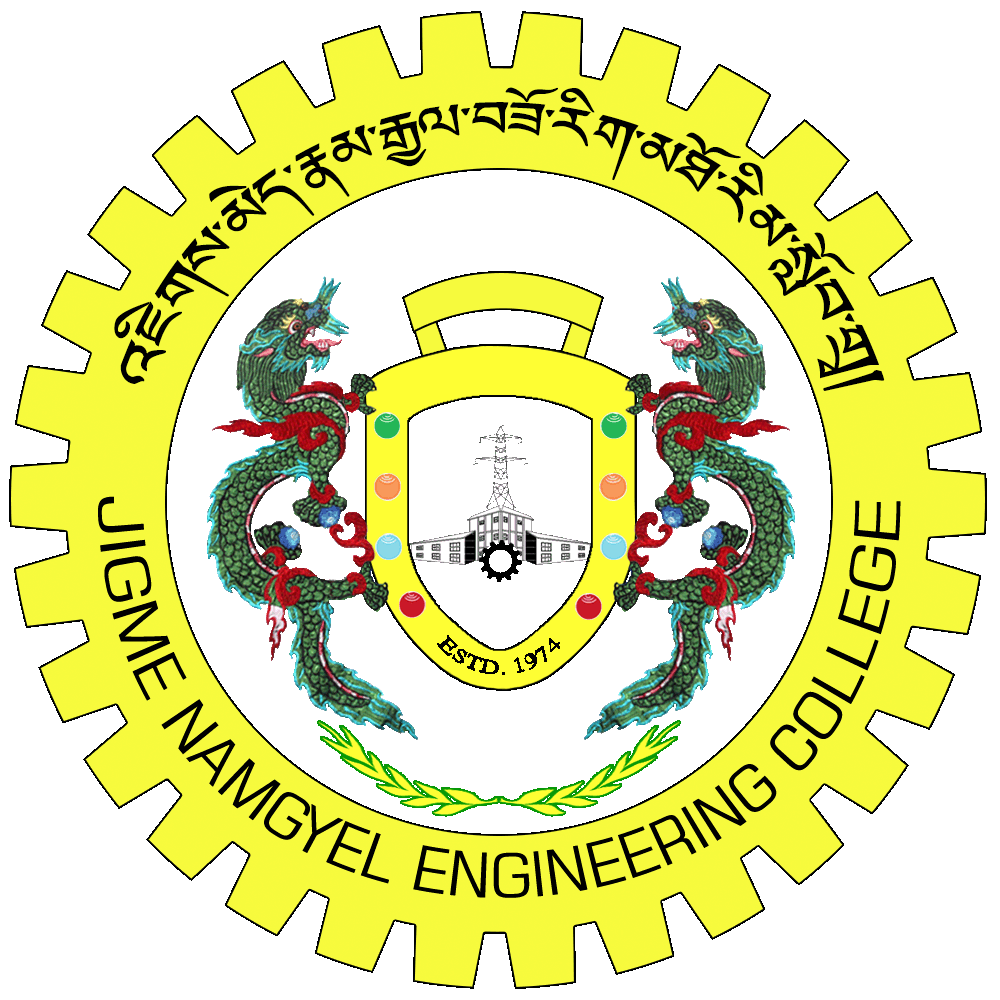 འཇིགས་མེད་རྣམ་རྒྱལ་བཟོ་རིག་མཐོ་རིམ་སློབ་གྲྭ།
ESTD. 1974
JIGME NAMGYEL ENGINEERING COLLEGE